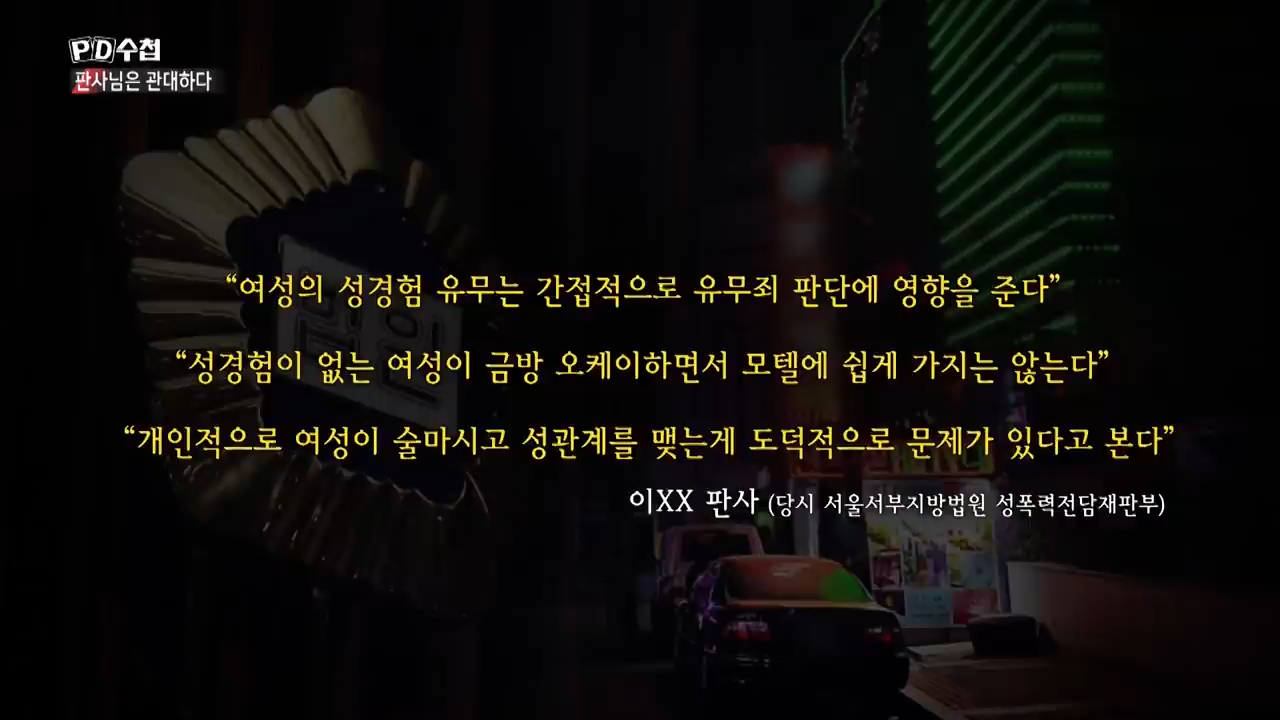 PD수첩
판사님은 관대하다
“여성의 성경험 유무는 간접적으로 유무죄 판단에 영향을 준다”
“성경험이 없는 여성이 금방 오케이하면서 모텔에 쉽게 가지는 않는다”
“개인적으로 여성이 술마시고 성관계를 맺는게 도덕적으로 문제가 있다고 본다”
이XX 판사 (당시 서울서부지방법원 성폭력전담재판부)
법원